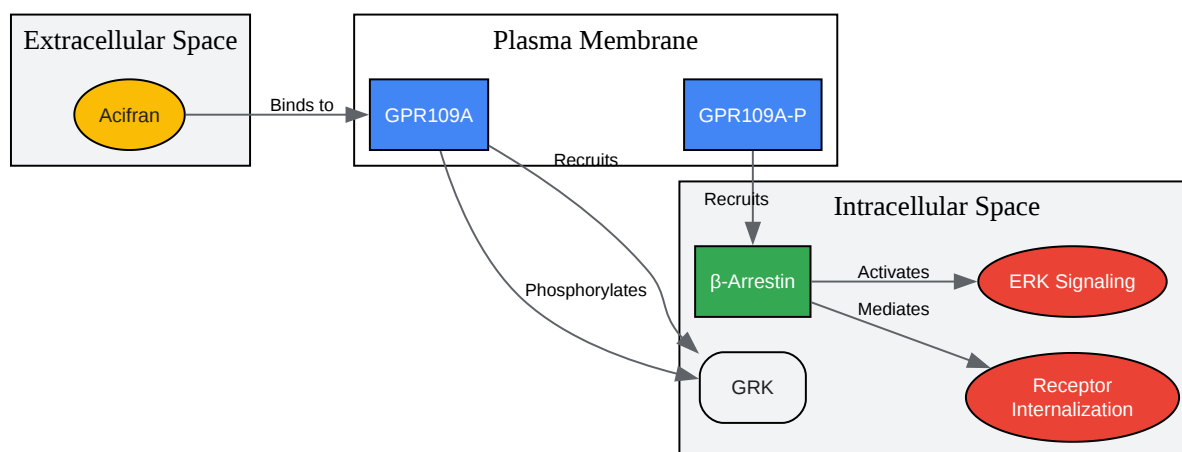 Extracellular Space
Plasma Membrane
Acifran
Binds to
GPR109A
GPR109A-P
Recruits
Recruits
Intracellular Space
β-Arrestin
Activates
ERK Signaling
Phosphorylates
Mediates
GRK
Receptor
Internalization